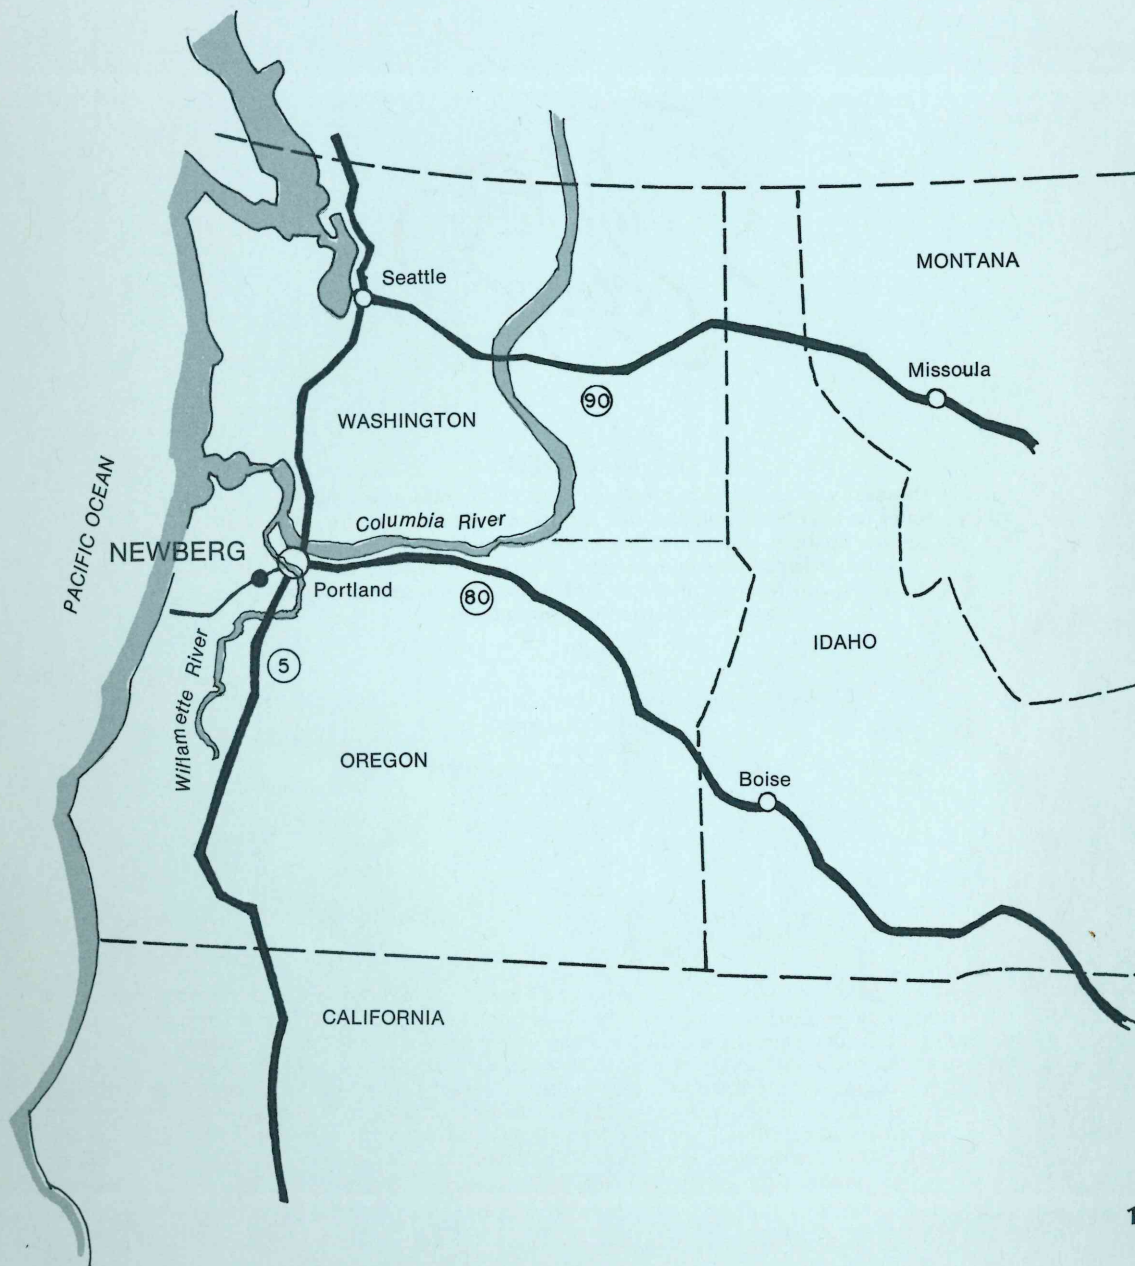 MONTANA
Seattle
Missoula
90
WASHINGTON
PACIFIC OCEAN
Columbia River
NEWBERG
Portland
80
IDAHO
Willamette River
5
OREGON
Boise
CALIFORNIA
1